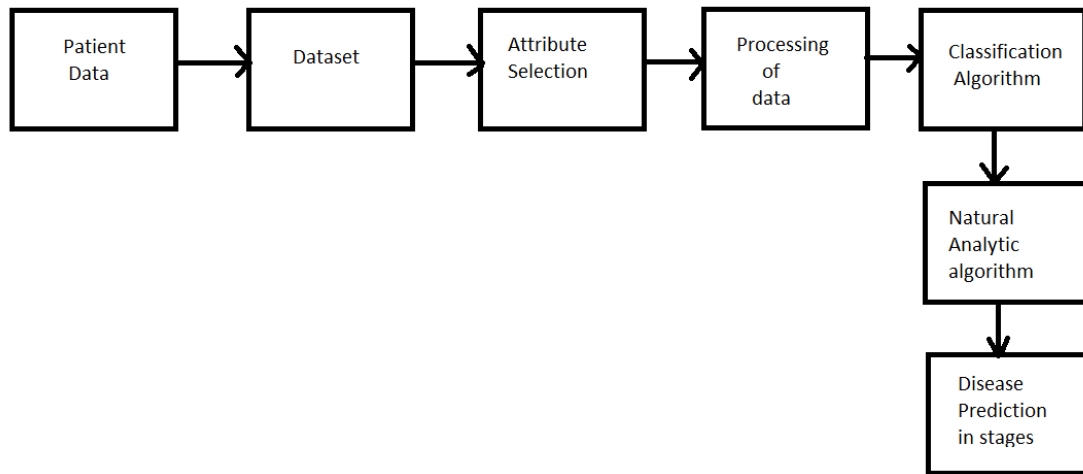 Patient
Data
Dataset
Attribute
Selection
Processing
of
data
Classification
Algorithm
Natural
Analytic
algorithm
Disease
Prediction
in stages